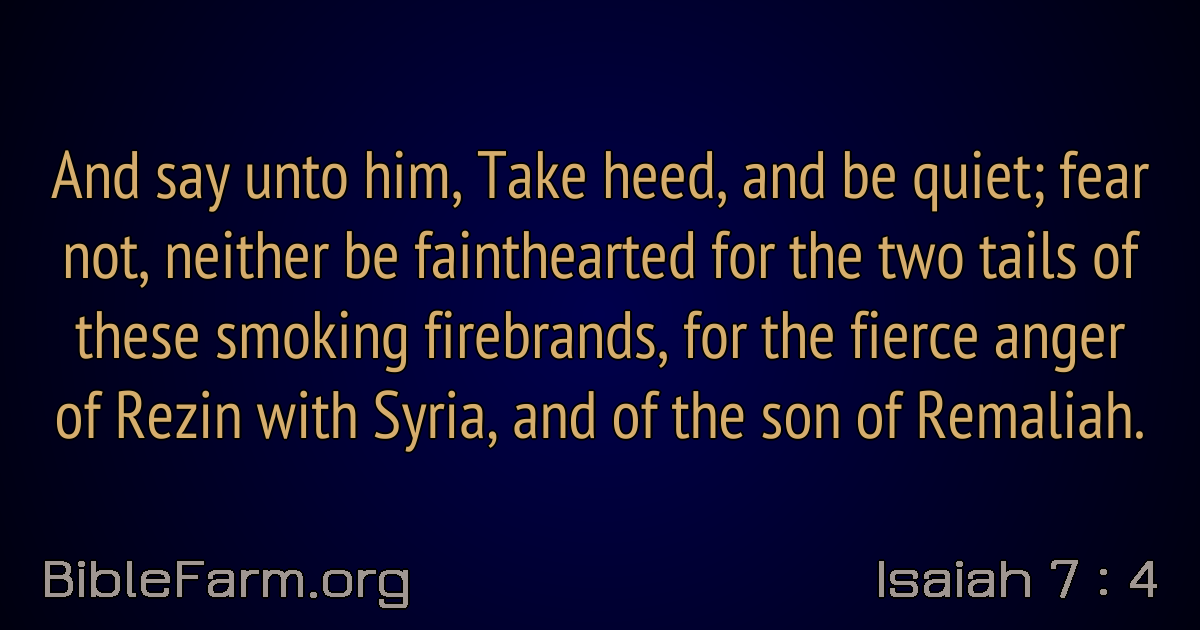 And say unto him, Take heed, and be quiet; fear
not, neither be fainthearted for the two tails of
these smoking firebrands, for the fierce anger
of Rezin with Syria, and of the son of Remaliah.
BibleFarm.org
Isaiah 7 : 4